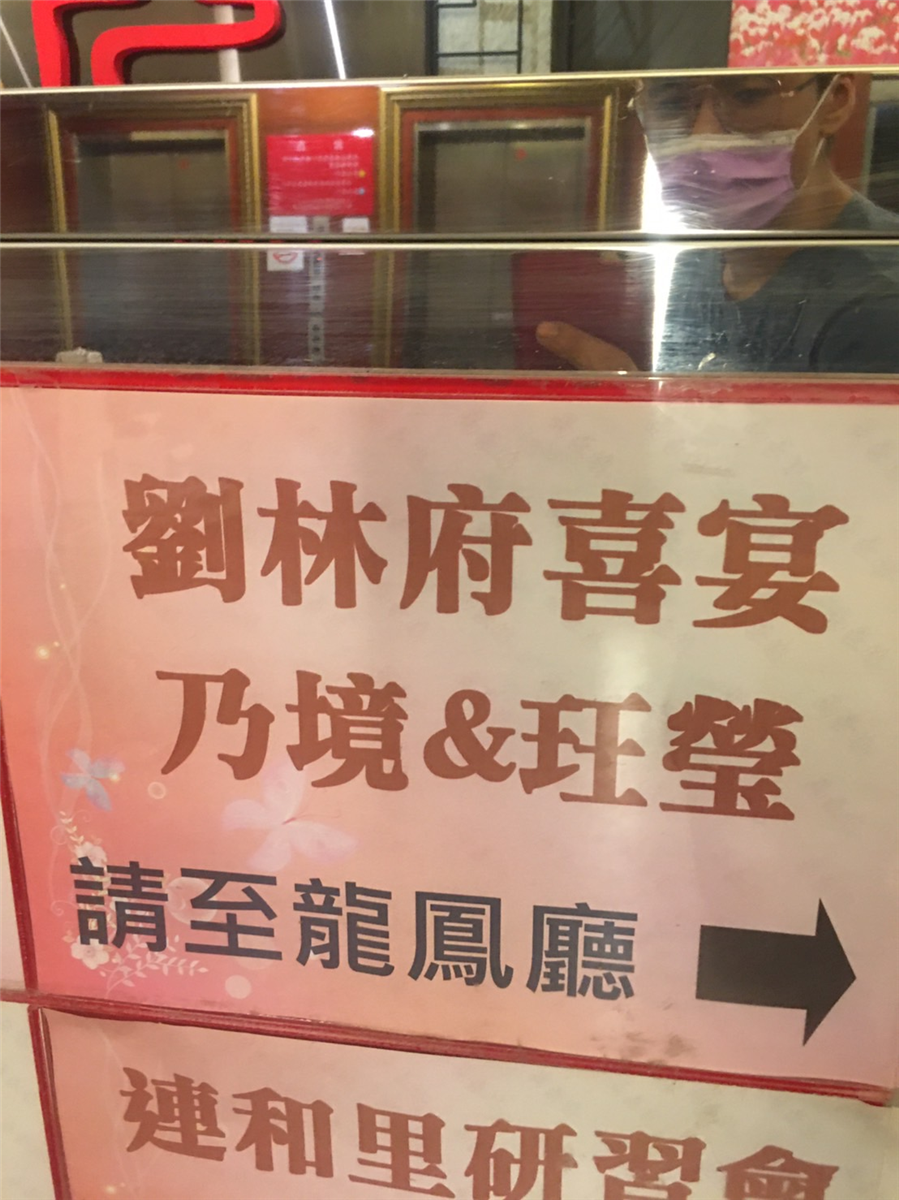 劉林府喜宴
乃境&玨瑩
請至龍鳳廳
連和里研習會